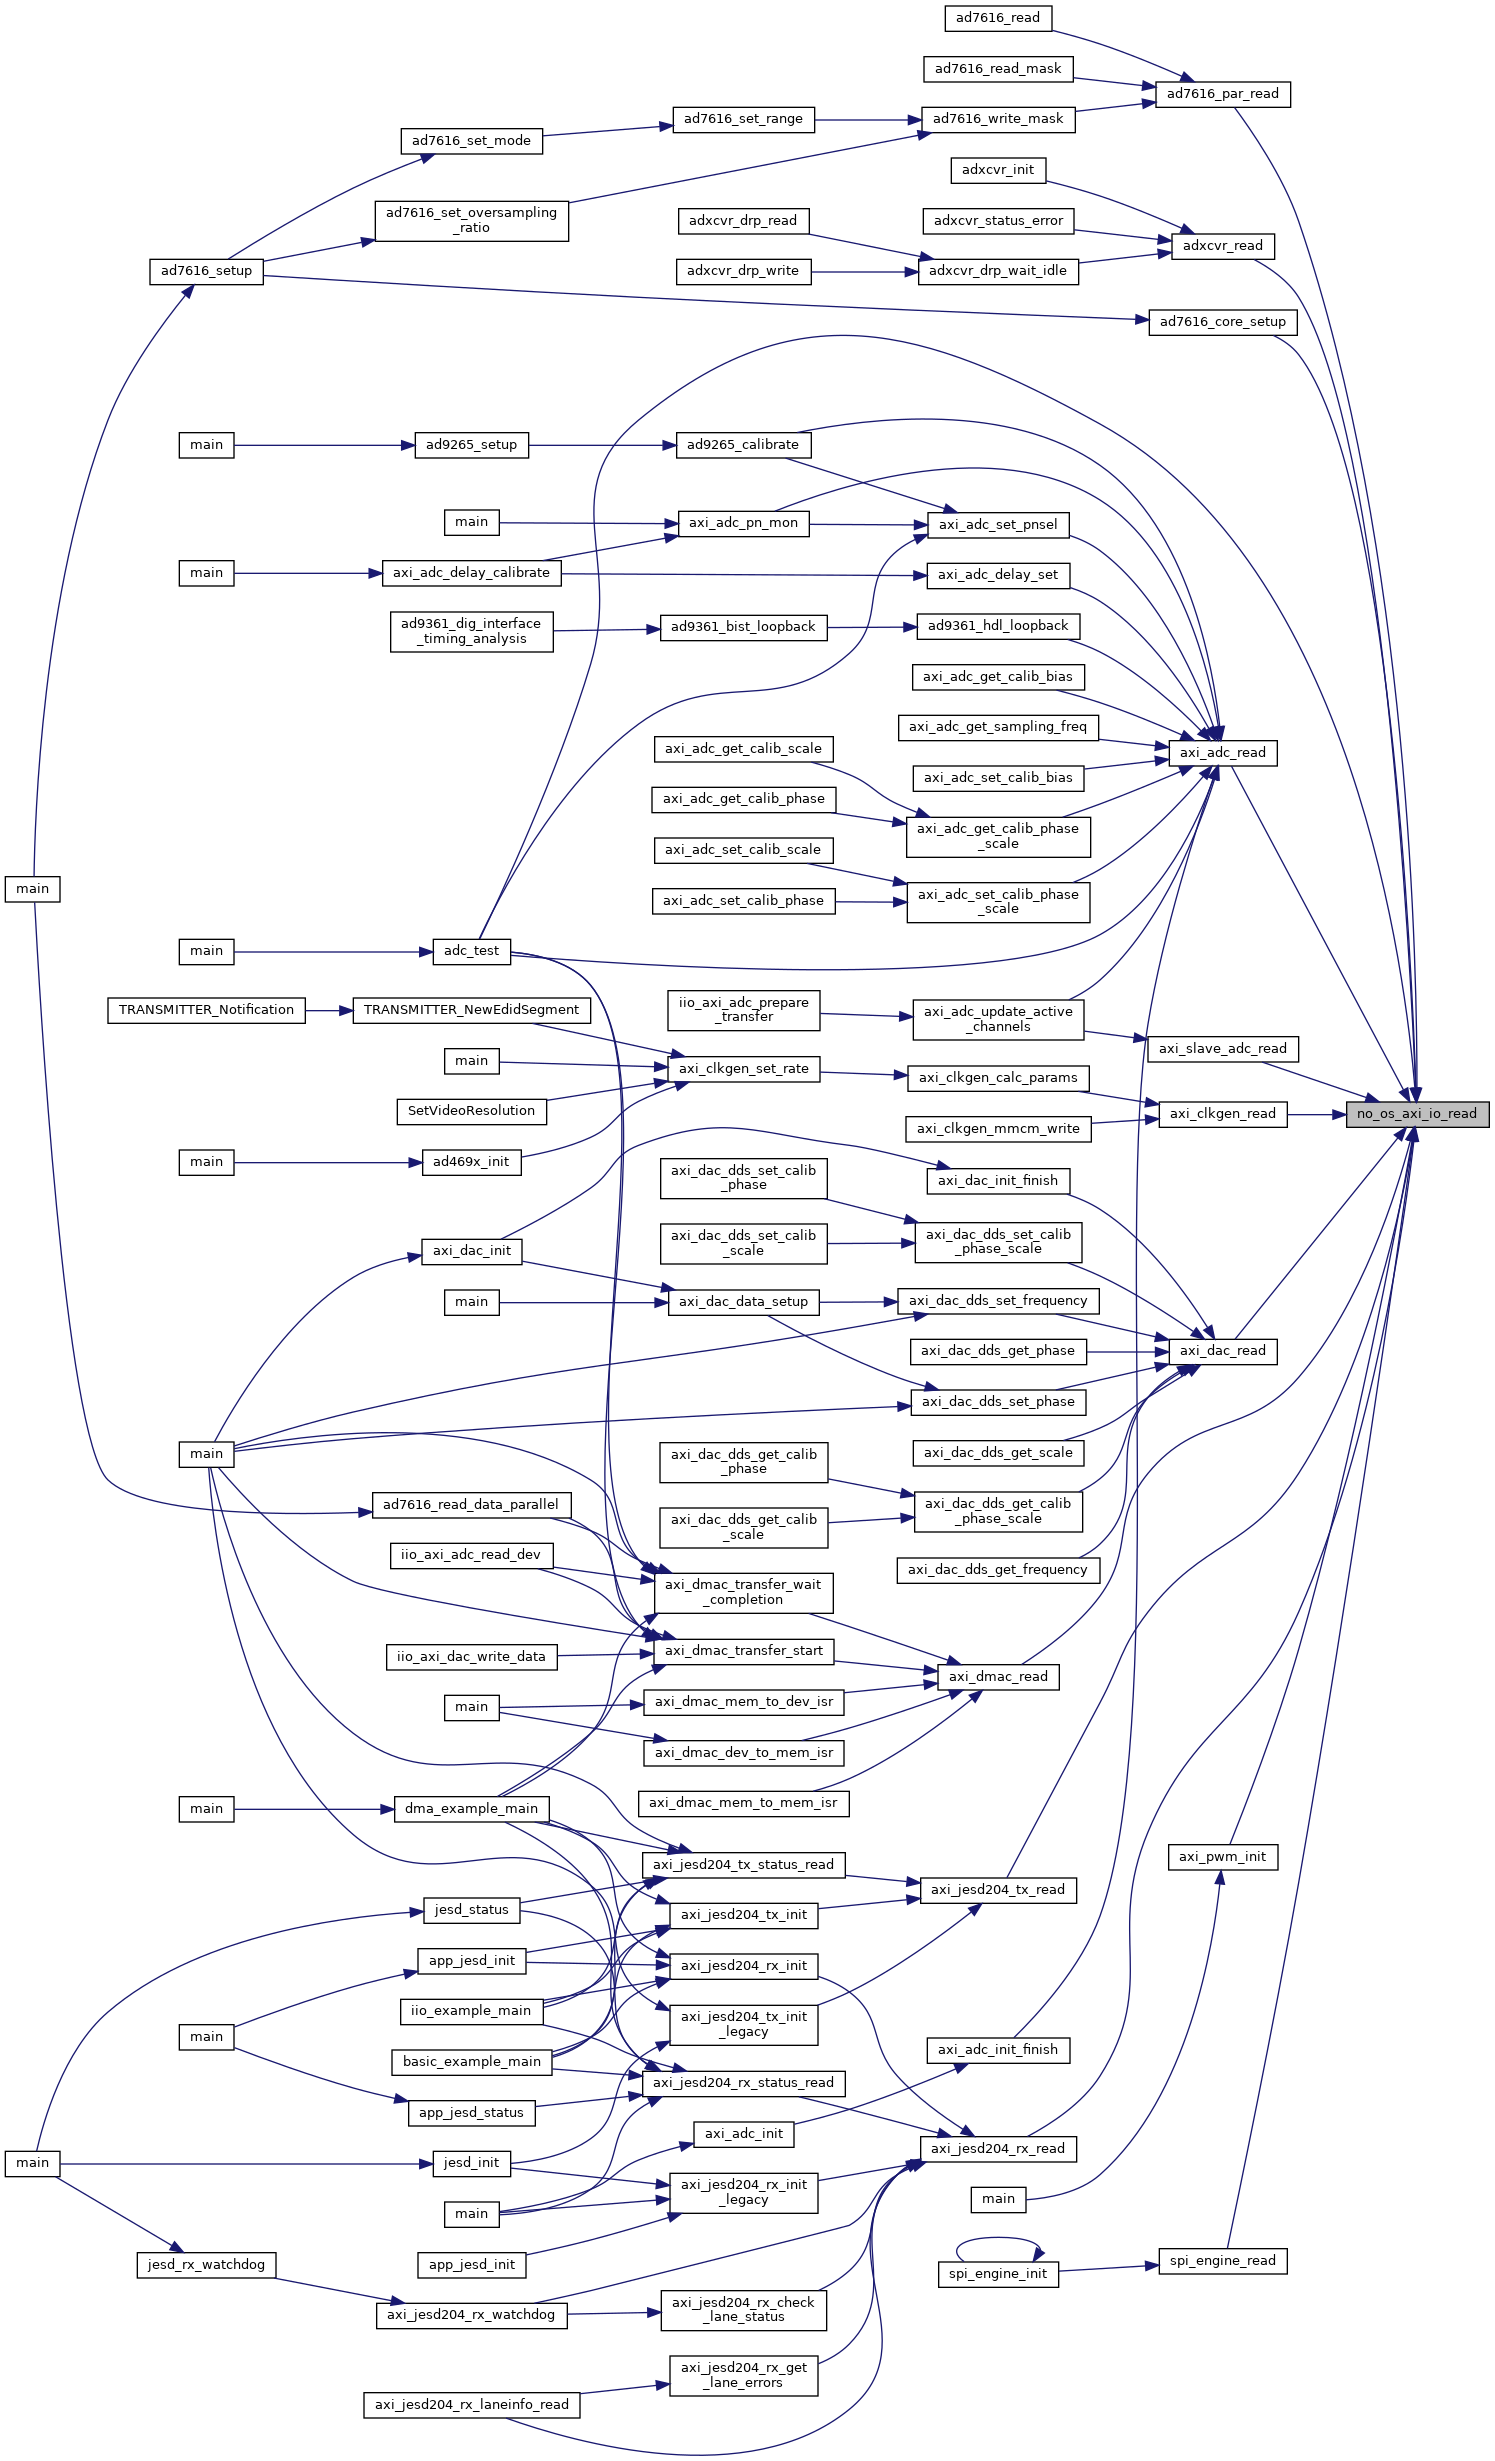 ad7616_read
ad7616_read_mask
ad7616_par_read
ad7616_set_range
ad7616_write_mask
ad7616_set_mode
adxcvr_init
ad7616_set_oversampling
_ratio
adxcvr_drp_read
adxcvr_status_error
adxcvr_read
ad7616_setup
adxcvr_drp_write
adxcvr_drp_wait_idle
ad7616_core_setup
main
ad9265_setup
ad9265_calibrate
main
axi_adc_pn_mon
axi_adc_set_pnsel
main
axi_adc_delay_calibrate
axi_adc_delay_set
ad9361_dig_interface
_timing_analysis
ad9361_bist_loopback
ad9361_hdl_loopback
axi_adc_get_calib_bias
axi_adc_get_sampling_freq
axi_adc_get_calib_scale
axi_adc_read
axi_adc_set_calib_bias
axi_adc_get_calib_phase
axi_adc_get_calib_phase
_scale
axi_adc_set_calib_scale
main
axi_adc_set_calib_phase
axi_adc_set_calib_phase
_scale
main
adc_test
TRANSMITTER_Notification
TRANSMITTER_NewEdidSegment
iio_axi_adc_prepare
_transfer
axi_adc_update_active
_channels
axi_slave_adc_read
main
axi_clkgen_set_rate
axi_clkgen_calc_params
SetVideoResolution
axi_clkgen_read
no_os_axi_io_read
axi_clkgen_mmcm_write
main
ad469x_init
axi_dac_dds_set_calib
_phase
axi_dac_init_finish
axi_dac_dds_set_calib
_scale
axi_dac_dds_set_calib
_phase_scale
axi_dac_init
main
axi_dac_data_setup
axi_dac_dds_set_frequency
axi_dac_dds_get_phase
axi_dac_read
axi_dac_dds_set_phase
main
axi_dac_dds_get_calib
_phase
axi_dac_dds_get_scale
ad7616_read_data_parallel
axi_dac_dds_get_calib
_scale
axi_dac_dds_get_calib
_phase_scale
iio_axi_adc_read_dev
axi_dac_dds_get_frequency
axi_dmac_transfer_wait
_completion
iio_axi_dac_write_data
axi_dmac_transfer_start
axi_dmac_read
main
axi_dmac_mem_to_dev_isr
axi_dmac_dev_to_mem_isr
axi_dmac_mem_to_mem_isr
main
dma_example_main
axi_jesd204_tx_status_read
axi_pwm_init
jesd_status
axi_jesd204_tx_init
axi_jesd204_tx_read
app_jesd_init
axi_jesd204_rx_init
iio_example_main
axi_jesd204_tx_init
_legacy
main
basic_example_main
axi_adc_init_finish
axi_jesd204_rx_status_read
app_jesd_status
axi_adc_init
axi_jesd204_rx_read
main
jesd_init
axi_jesd204_rx_init
_legacy
main
main
jesd_rx_watchdog
app_jesd_init
spi_engine_init
spi_engine_read
axi_jesd204_rx_watchdog
axi_jesd204_rx_check
_lane_status
axi_jesd204_rx_get
_lane_errors
axi_jesd204_rx_laneinfo_read